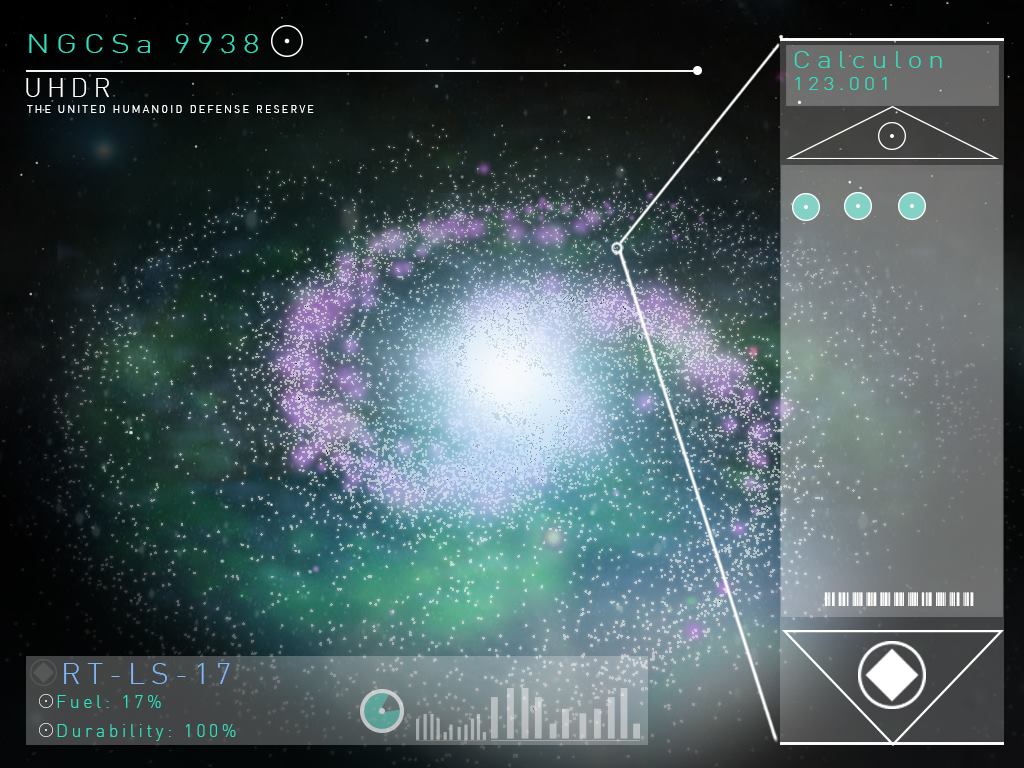 NGCSa 9938
UHDR
THE UNITED HUMANOID DEFENSE RESERVE
Calculon
123.001
RT-LS-17
Fuel: 17%
Durability: 100%